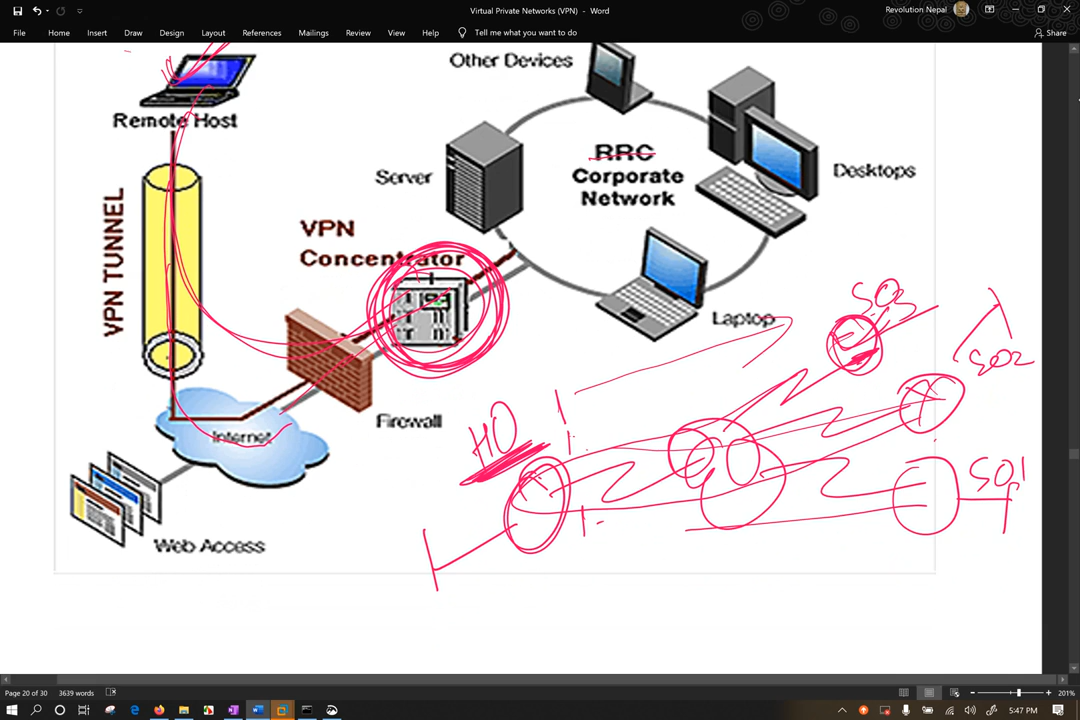 Virtual Private Networks (VPN) - Word
Revolution Nepal
File Home Insert Draw Design Layout References Mailings Review View Help Tell me what you want to do
Share
Other Devices
Remote Host
Server
RRC
Corporate
Network
Desktops
VPN TUNNEL
VPN
Concentrator
Laptop
SO3
SO2
Firewall
HO
Internet
SO1
Web Access
Page 20 of 30 3639 words
201%
5:47 PM